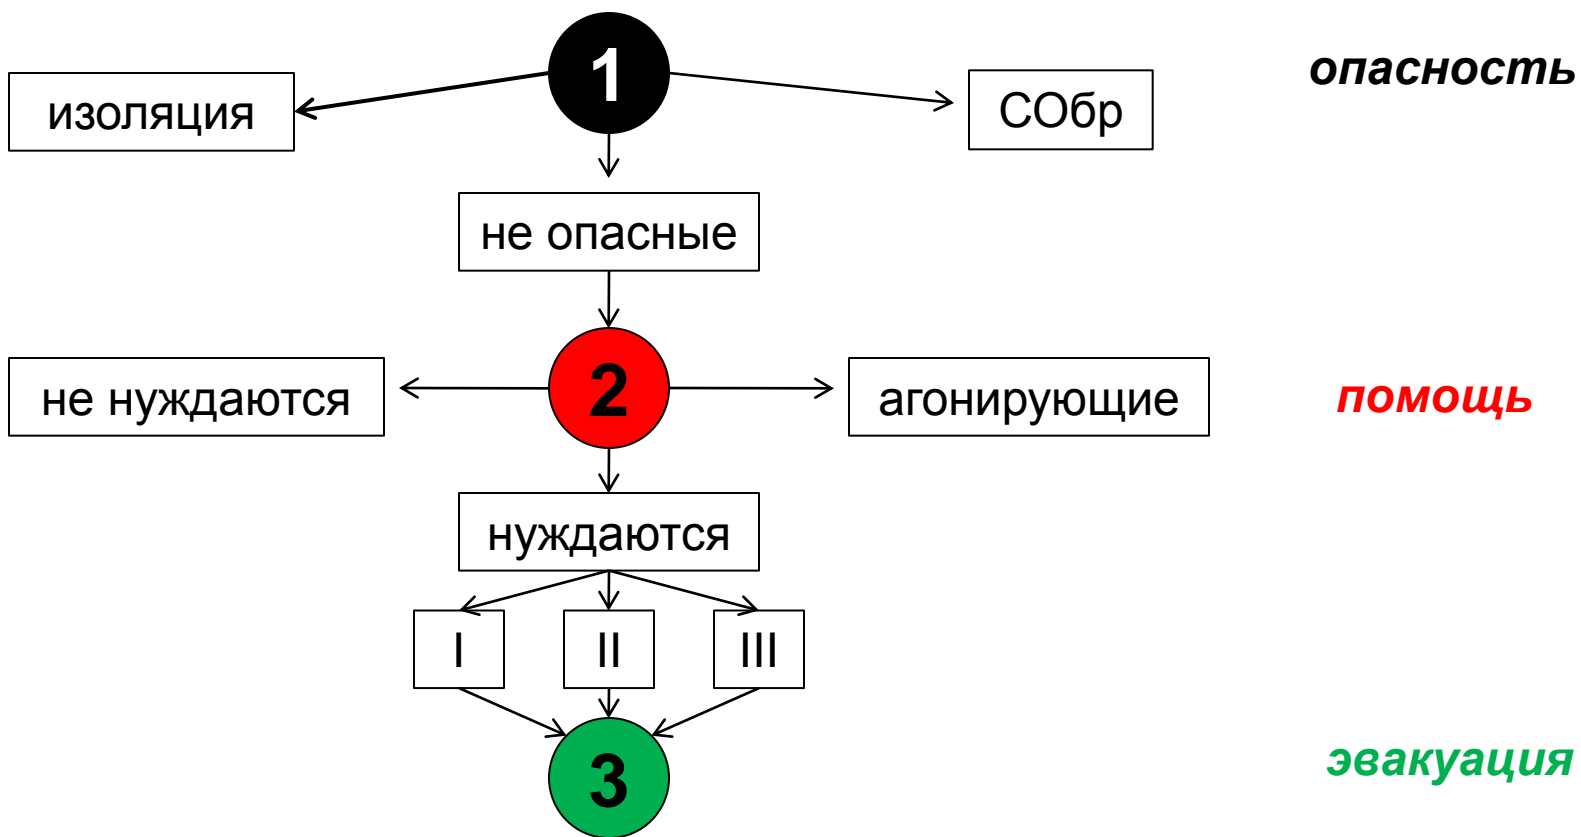 1
опасность
изоляция
СОбр
не опасные
не нуждаются
2
агонирующие
помощь
нуждаются
I
II
III
3
эвакуация